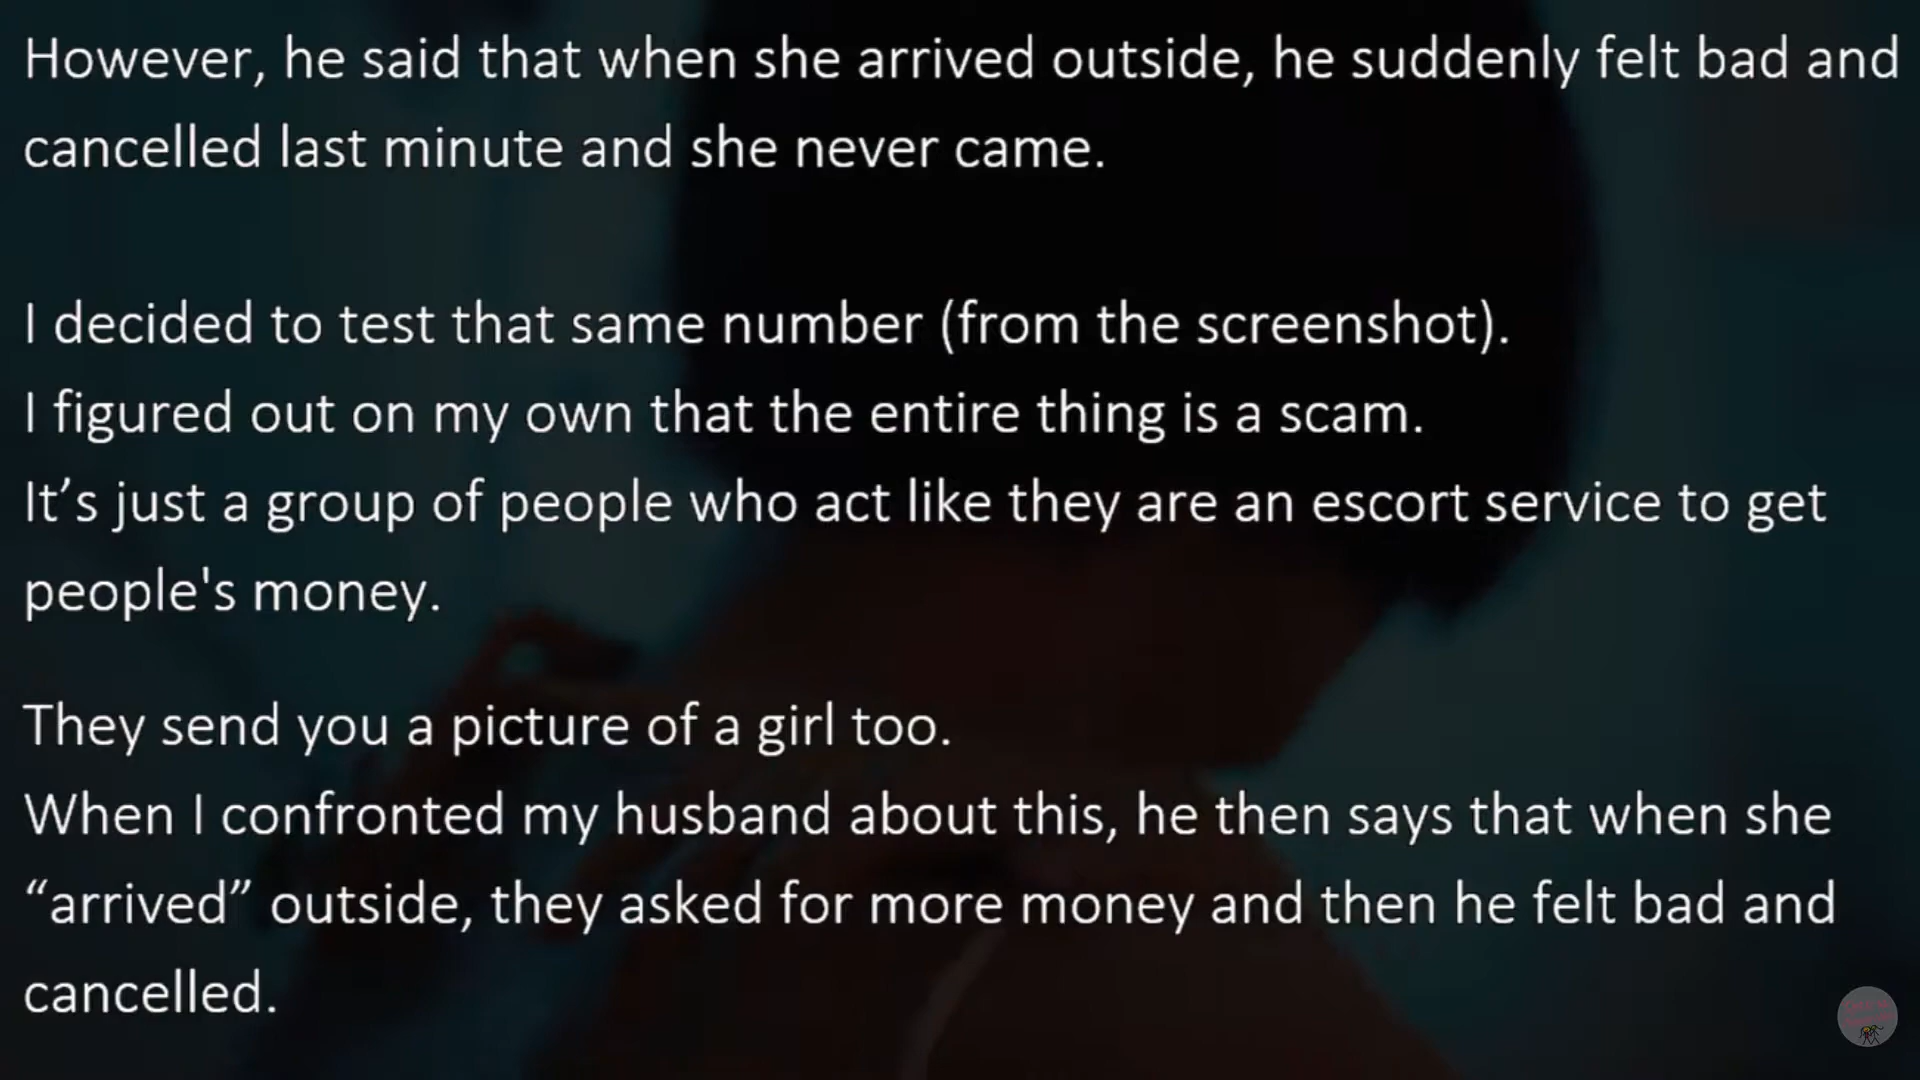 However, he said that when she arrived outside, he suddenly felt bad and
cancelled last minute and she never came.
I decided to test that same number (from the screenshot).
I figured out on my own that the entire thing is a scam.
It’s just a group of people who act like they are an escort service to get
people's money.
They send you a picture of a girl too.
When I confronted my husband about this, he then says that when she
“arrived” outside, they asked for more money and then he felt bad and
cancelled.